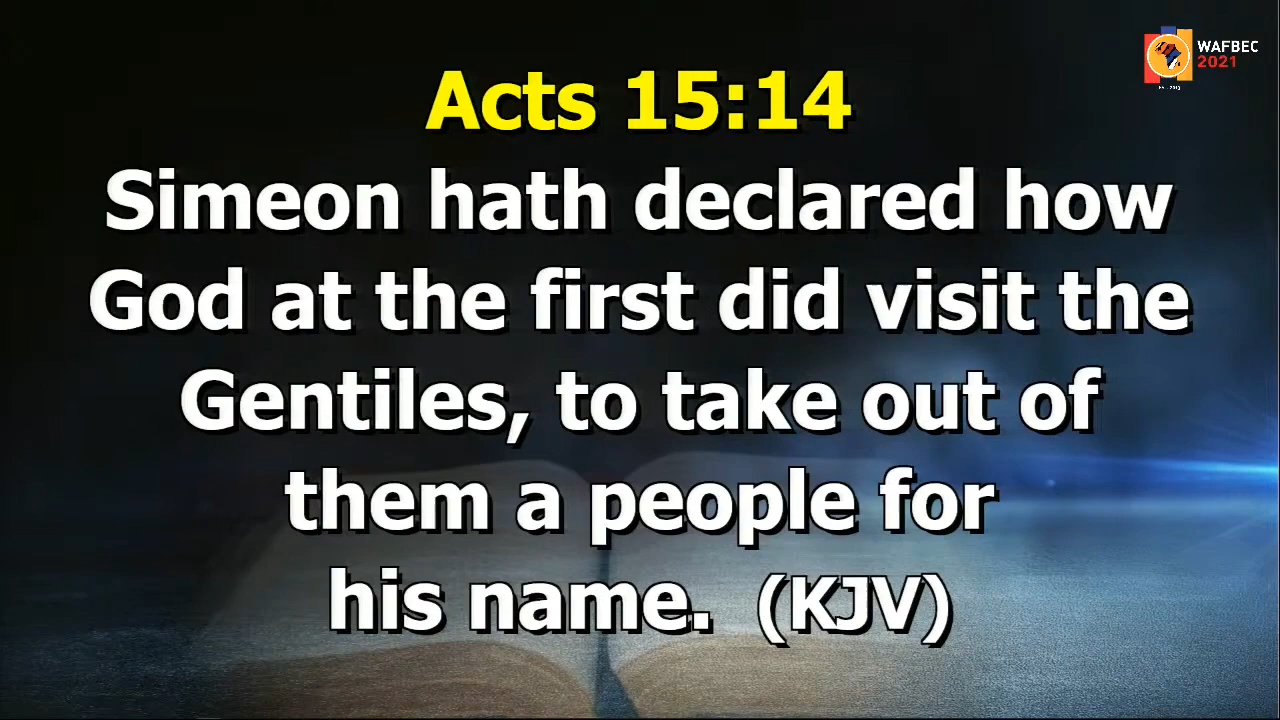 WAFBEC
2021
Acts 15:14
Simeon hath declared how
God at the first did visit the
Gentiles, to take out of
them a people for
his name. (KJV)